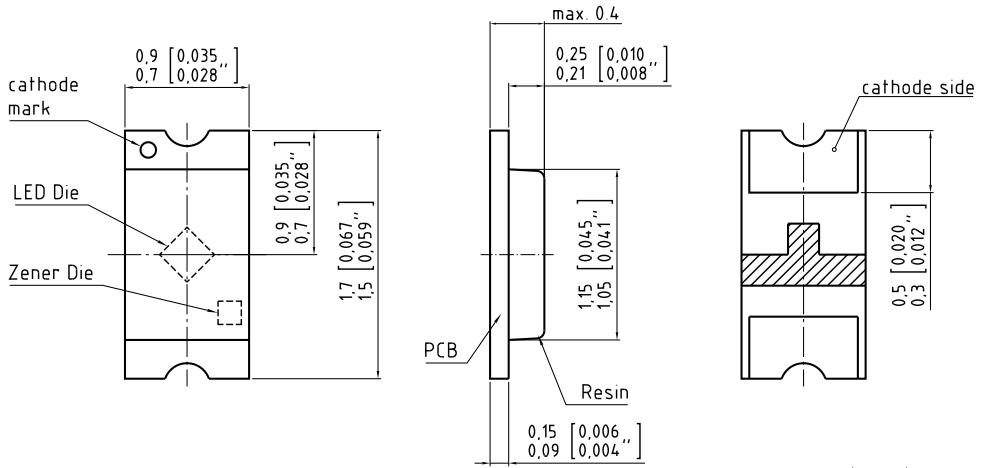 max. 0.4
0,9 [0,035
0,7 [0,028"]
0,25 [0,010
0,21 [0,008"]
cathode
mark
cathode side
LED Die
Zener Die
0,9 [0,035"]
0,7 [0,028
1,7 [0,067"]
1,5 [0,059"
1,15 [0,045"]
1,05 [0,041"
0,5 [0,020"]
0,3 [0,012"
PCB
Resin
0,15 [0,006
0,09 [0,004"]